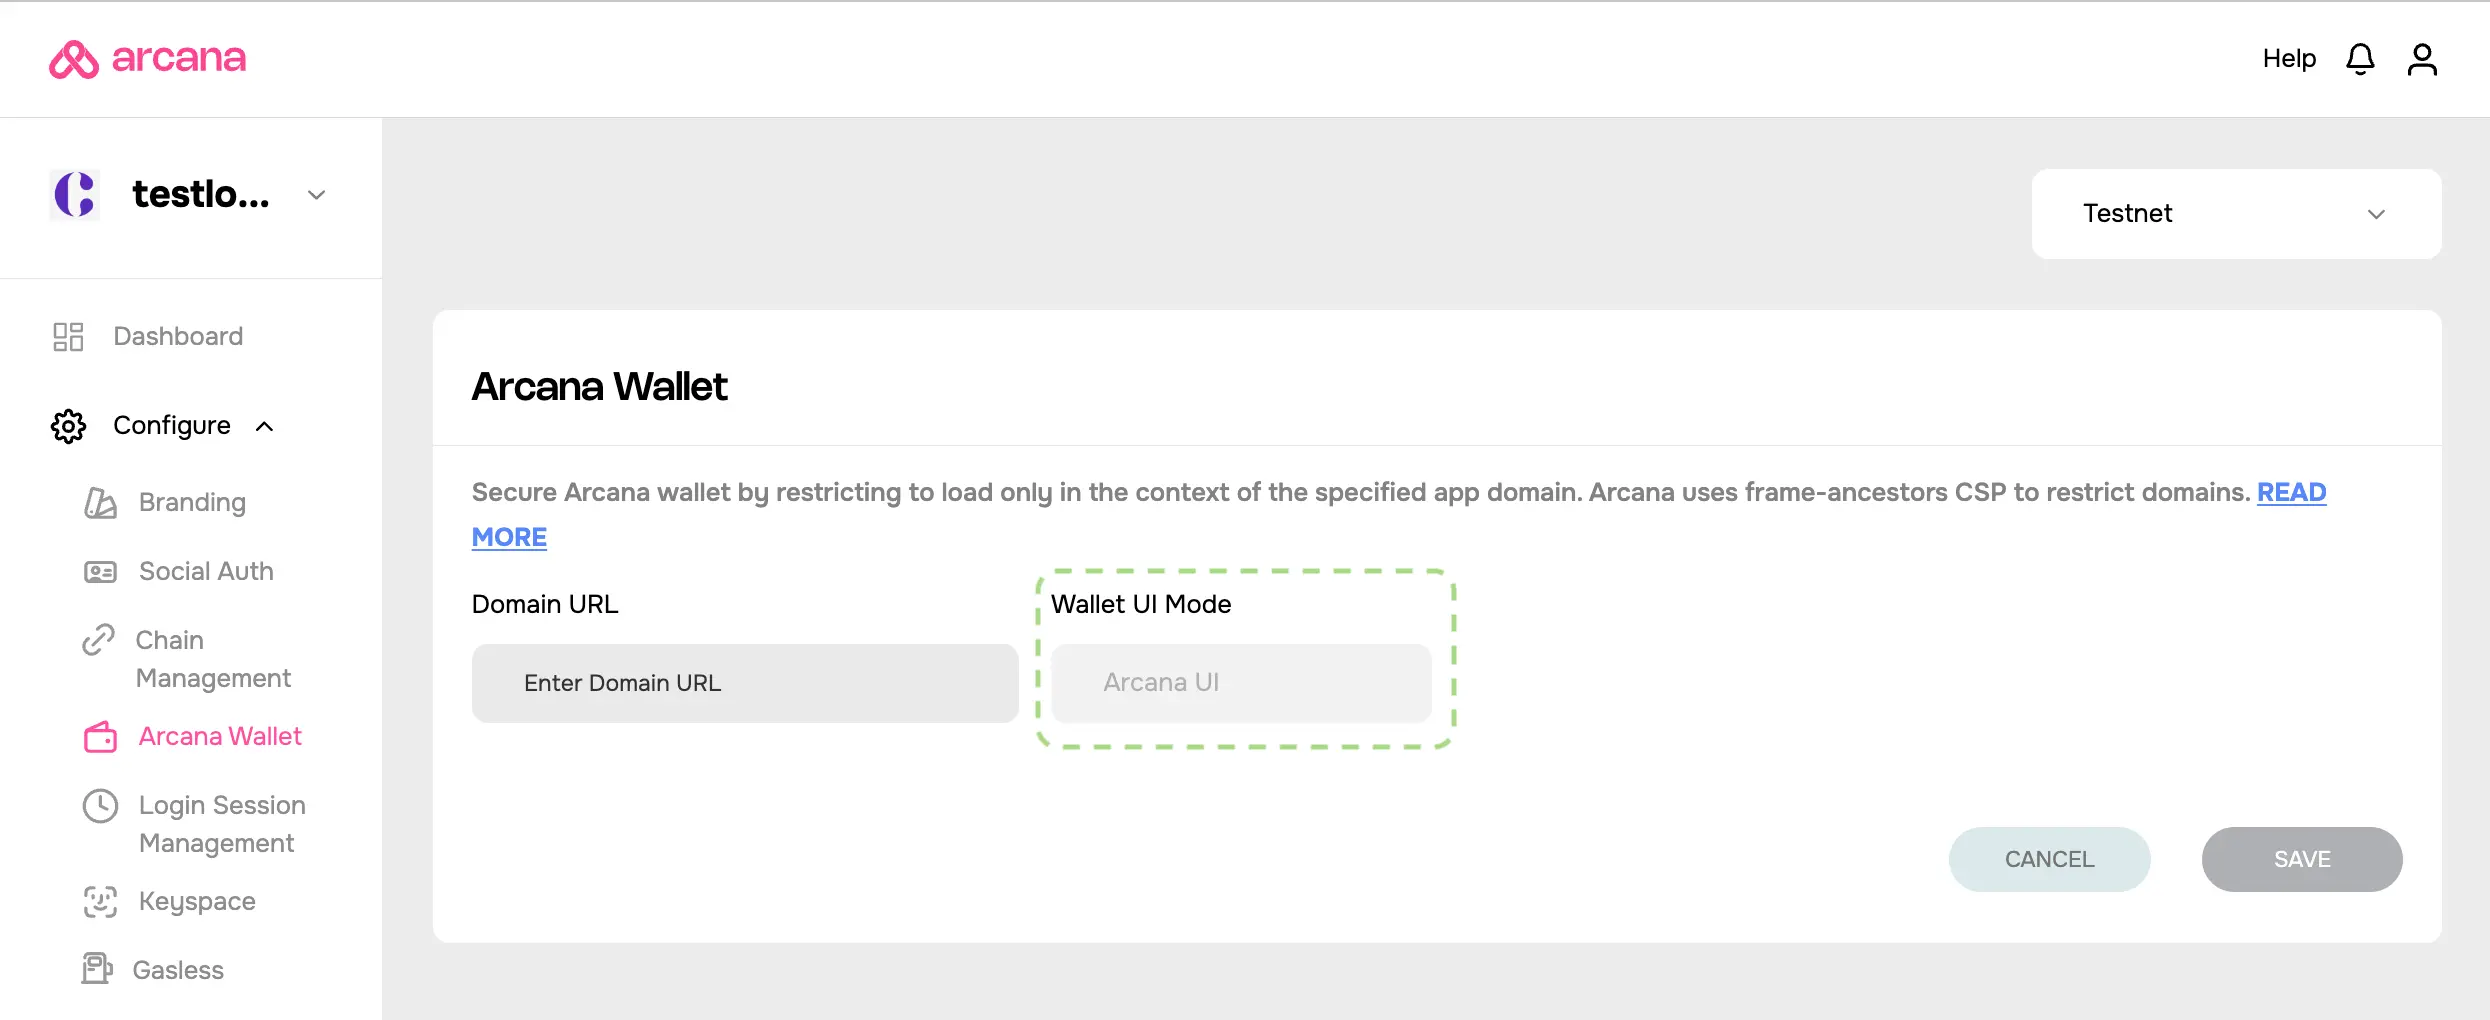 arcana
Help
testlo...
Testnet
Dashboard
Configure
Branding
Social Auth
Chain
Management
Arcana Wallet
Login Session
Management
Keyspace
Gasless
Arcana Wallet
Secure Arcana wallet by restricting to load only in the context of the specified app domain. Arcana uses frame-ancestors CSP to restrict domains. READ
MORE
Domain URL
Wallet UI Mode
Enter Domain URL
Arcana UI
CANCEL
SAVE